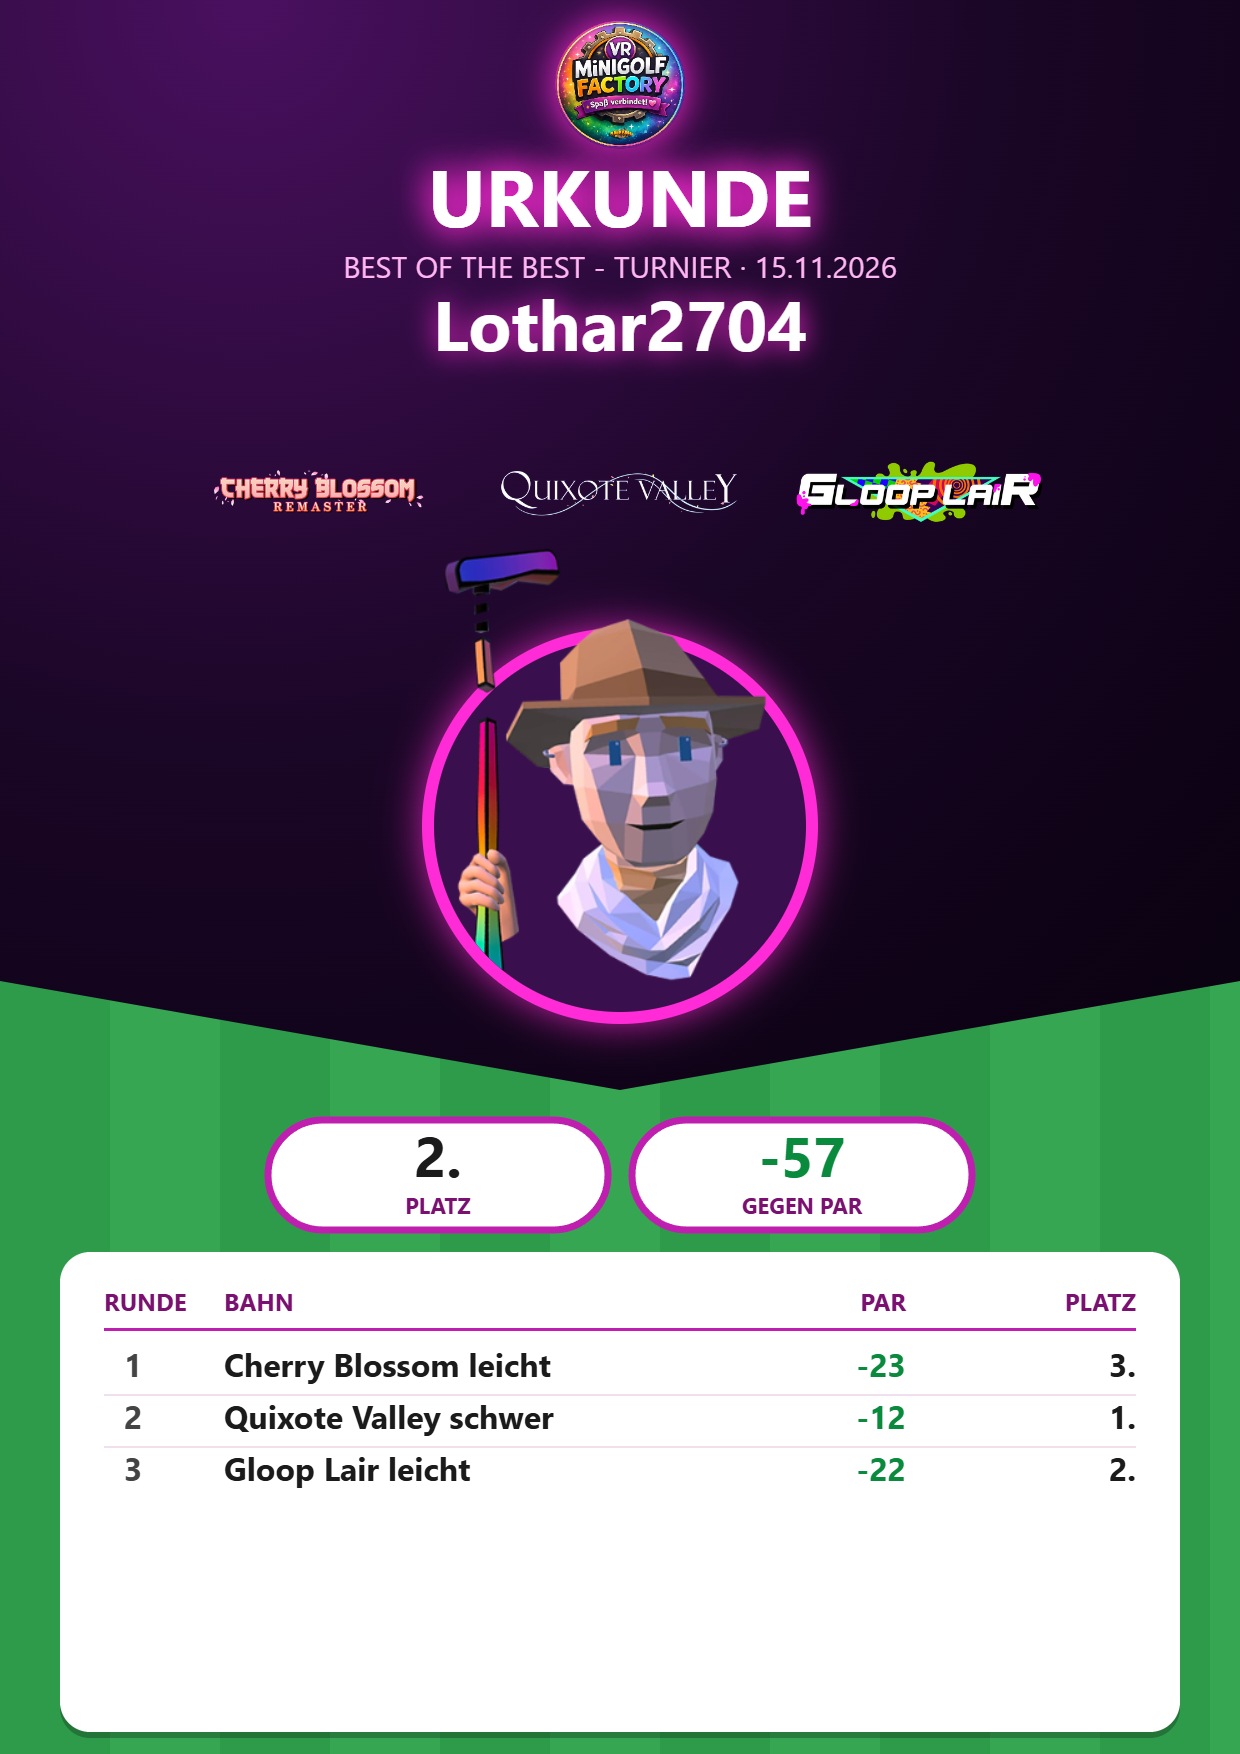 VR
MiNiGOLF
FACTORY
Spaß verbindet!
URKUNDE
BEST OF THE BEST - TURNIER · 15.11.2026
Lothar2704
CHERRY BLOSSOM
REMASTER
QUIXOTE VALLEY
GLOOP LAIR
2.
PLATZ
-57
GEGEN PAR
RUNDE BAHN PAR PLATZ
1 Cherry Blossom leicht -23 3.
2 Quixote Valley schwer -12 1.
3 Gloop Lair leicht -22 2.